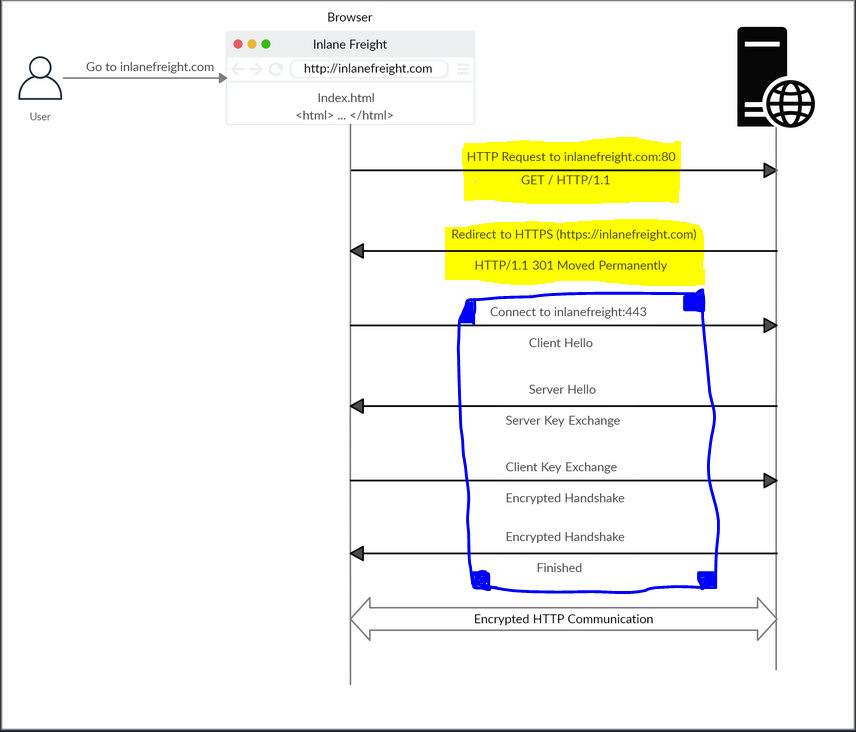 Browser
Inlane Freight
Go to inlanefreight.com
http://inlanefreight.com
Index.html
<html> ... </html>
User
HTTP Request to inlanefreight.com:80
GET / HTTP/1.1
Redirect to HTTPS (https://inlanefreight.com)
HTTP/1.1 301 Moved Permanently
Connect to inlanefreight:443
Client Hello
Server Hello
Server Key Exchange
Client Key Exchange
Encrypted Handshake
Encrypted Handshake
Finished
Encrypted HTTP Communication